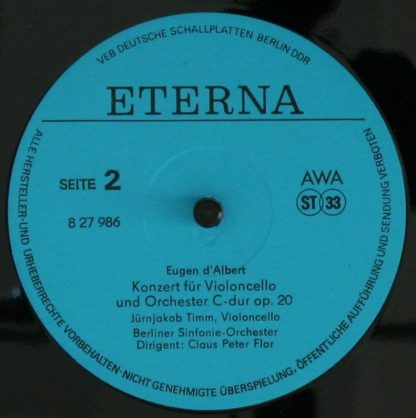 VEB DEUTSCHE SCHALLPLATTEN BERLIN DDR
ETERNA
SEITE 2
8 27 986
AWA
ST 33
Eugen d'Albert
Konzert für Violoncello
und Orchester C-dur op. 20
Jürnjakob Timm, Violoncello
Berliner Sinfonie-Orchester
Dirigent: Claus Peter Flor
ALLE HERSTELLER-UND URHEBERRECHTE VORBEHALTEN·NICHT GENEHMIGTE ÜBERSPIELUNG, ÖFFENTLICHE AUFFÜHRUNG UND SENDUNG VERBOTEN